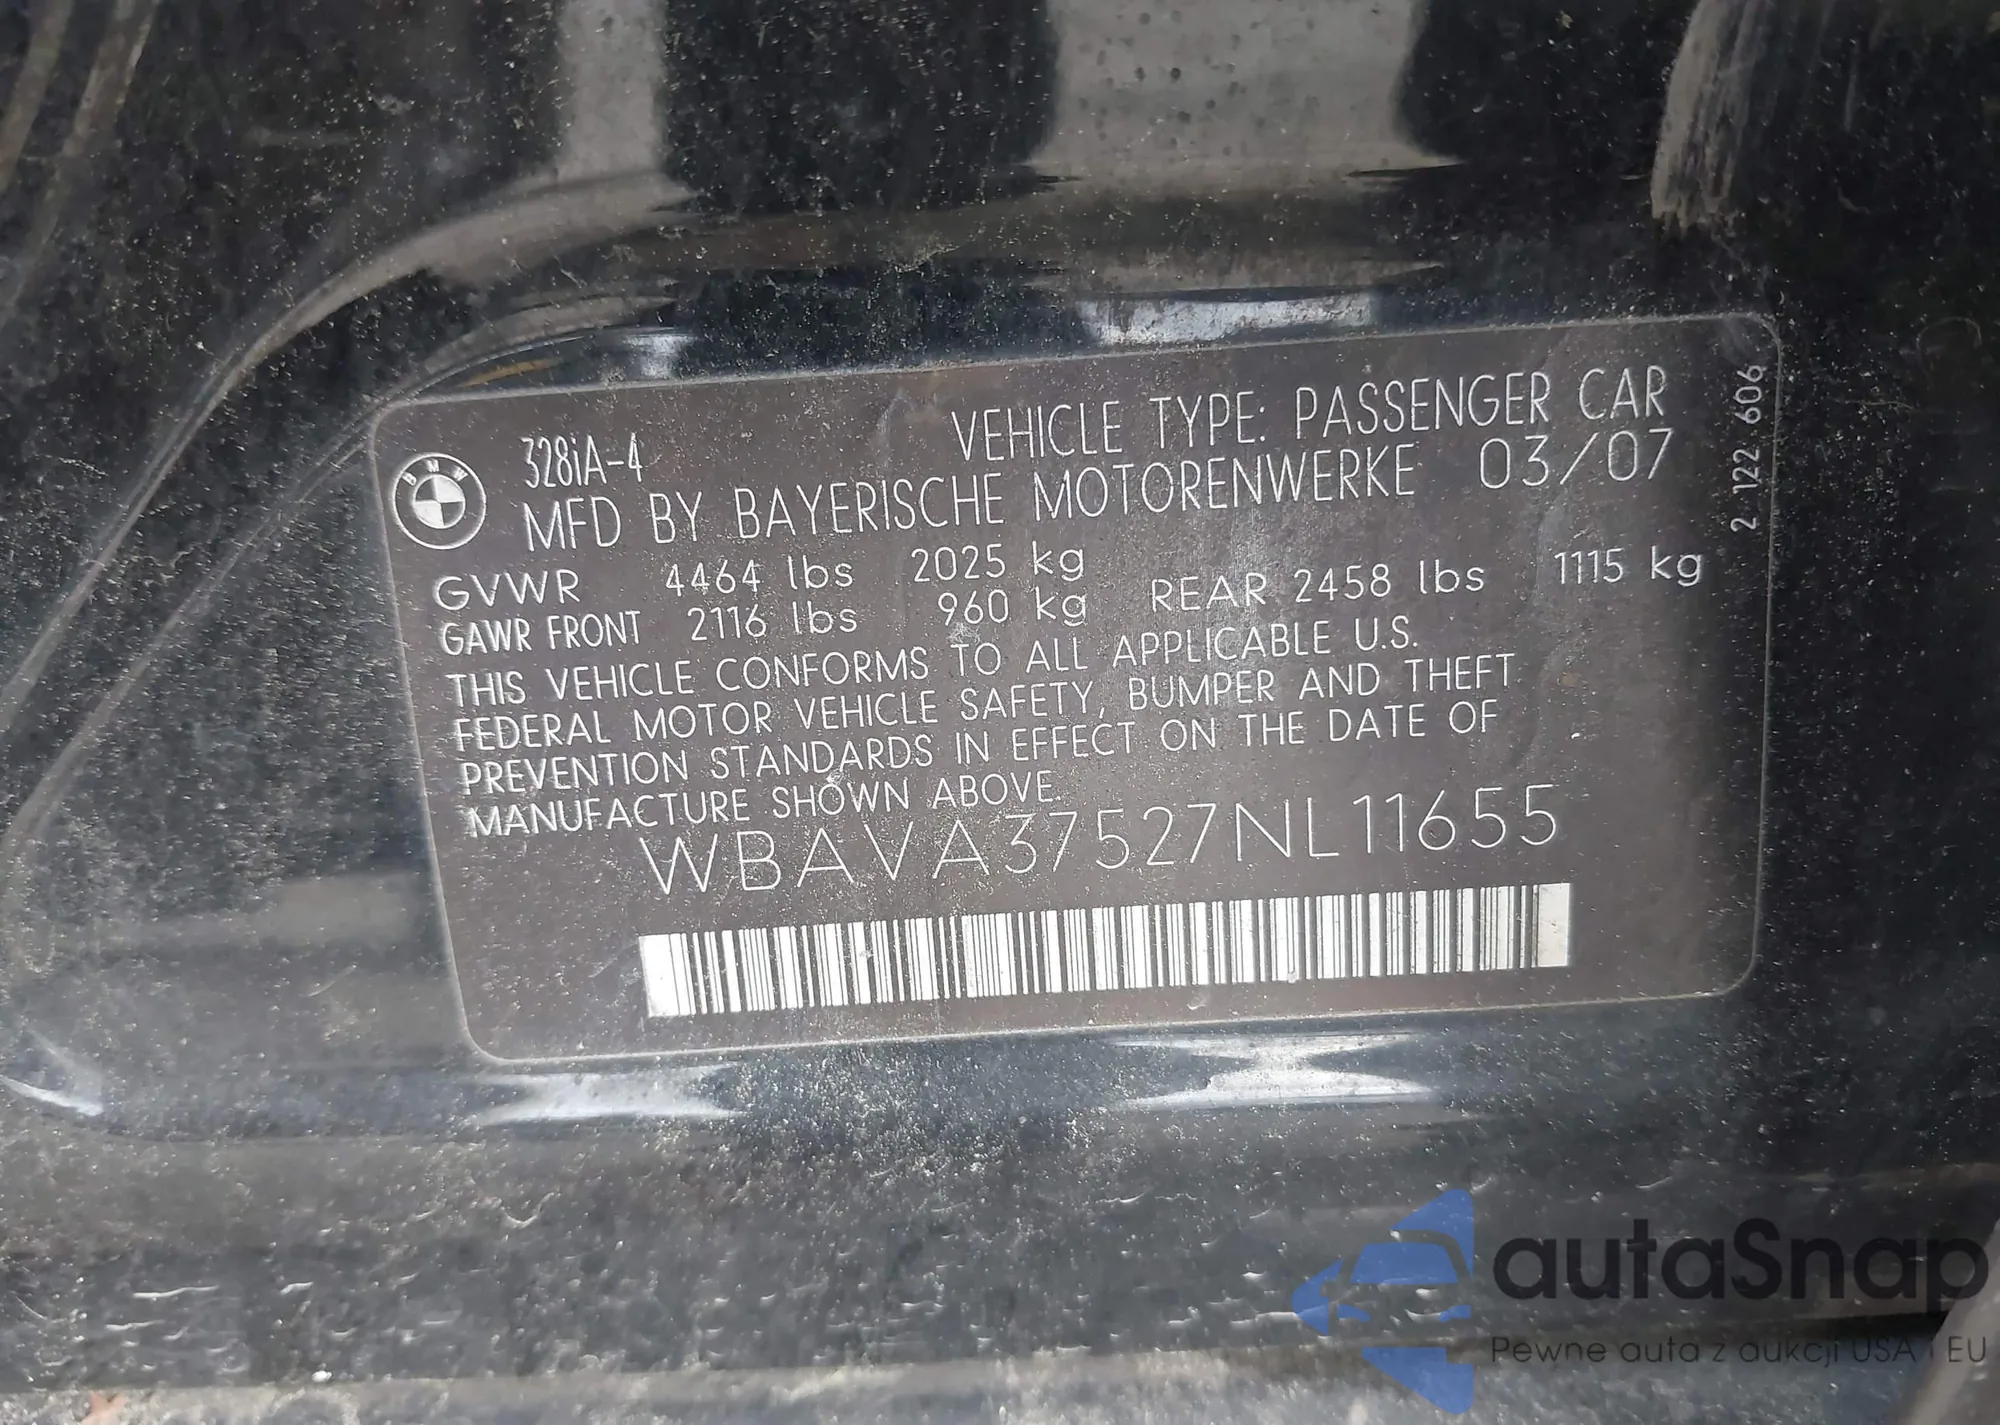 BMW
328iA-4
VEHICLE TYPE: PASSENGER CAR
MFD BY BAYERISCHE MOTORENWERKE 03/07
GVWR 4464 lbs 2025 kg
GAWR FRONT 2116 lbs 960 kg REAR 2458 lbs 1115 kg
THIS VEHICLE CONFORMS TO ALL APPLICABLE U.S.
FEDERAL MOTOR VEHICLE SAFETY, BUMPER AND THEFT
PREVENTION STANDARDS IN EFFECT ON THE DATE OF
MANUFACTURE SHOWN ABOVE.
WBAVA37527NL11655
2 122 606
autaSnap
Pewne auta z aukcji USA i EU